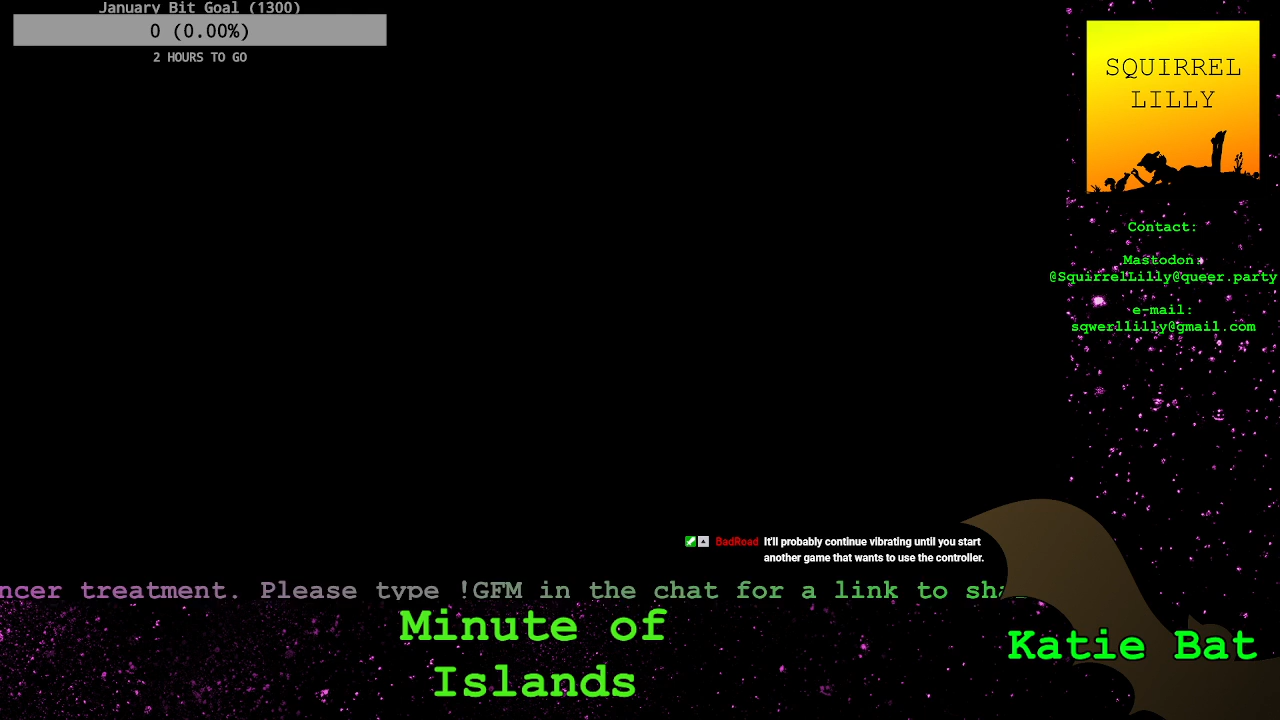 January Bit Goal (1300)
0 (0.00%)
2 HOURS TO GO
SQUIRREL
LILLY
Contact:
Mastodon:
@SquirrelLilly@queer.party
e-mail:
sqwerllilly@gmail.com
BadRoad It'll probably continue vibrating until you start
another game that wants to use the controller.
ncer treatment. Please type !GFM in the chat for a link to sha
Minute of
Islands
Katie Bat